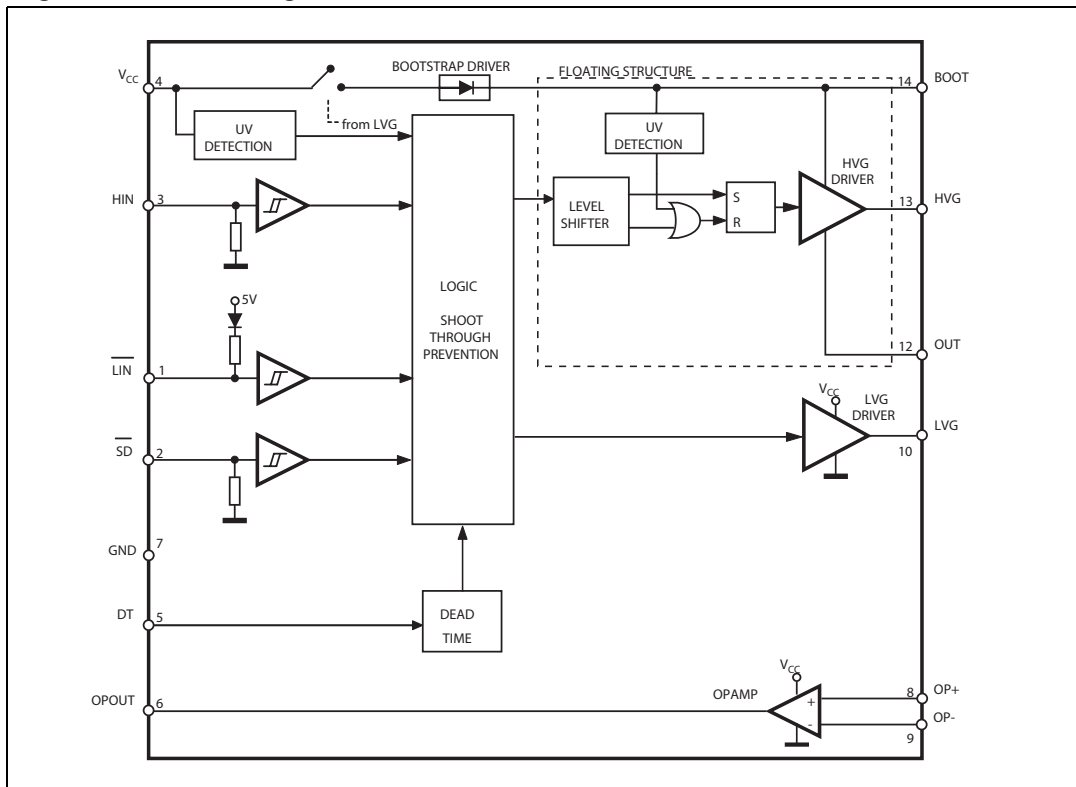 BOOTSTRAP DRIVER
FLOATING STRUCTURE
VCC
4
14
BOOT
from LVG
UV
DETECTION
UV
DETECTION
HVG
DRIVER
HIN
3
LEVEL
SHIFTER
S
R
13
HVG
LOGIC
SHOOT
THROUGH
PREVENTION
5V
LIN
1
12
OUT
VCC
LVG
DRIVER
SD
2
LVG
10
GND
7
DT
5
DEAD
TIME
VCC
OPAMP
OPOUT
6
+
-
8
OP+
OP-
9